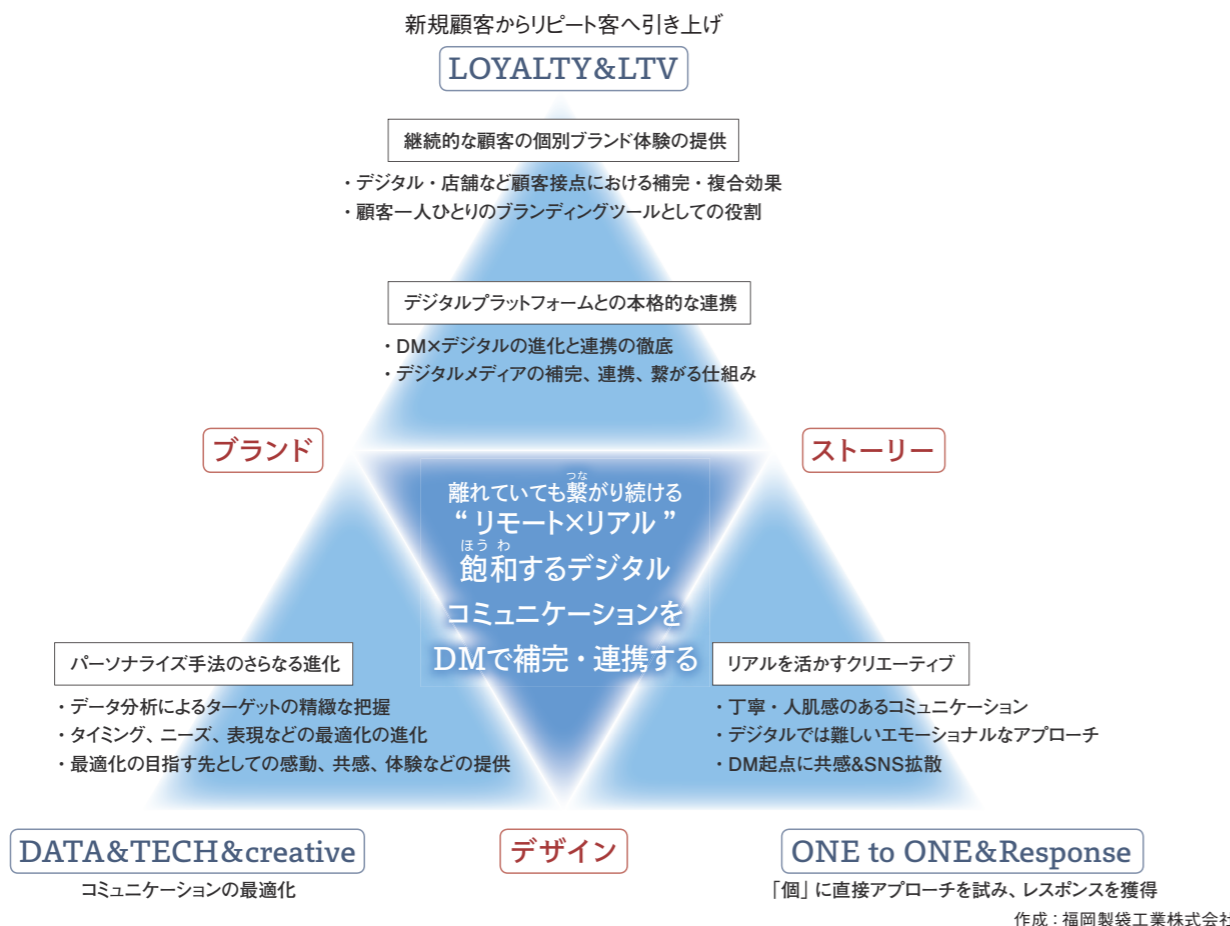 新規顧客からリピート客へ引き上げ
LOYALTY&LTV
継続的な顧客の個別ブランド体験の提供
・デジタル・店舗など顧客接点における補完・複合効果
・顧客一人ひとりのブランディングツールとしての役割
デジタルプラットフォームとの本格的な連携
・DM×デジタルの進化と連携の徹底
・デジタルメディアの補完、連携、繋がる仕組み
ブランド
ストーリー
つな
離れていても繋がり続ける
“リモート×リアル”
ほうわ
飽和するデジタル
コミュニケーションを
DMで補完・連携する
パーソナライズ手法のさらなる進化
・データ分析によるターゲットの精緻な把握
・タイミング、ニーズ、表現などの最適化の進化
・最適化の目指す先としての感動、共感、体験などの提供
リアルを活かすクリエーティブ
・丁寧・人肌感のあるコミュニケーション
・デジタルでは難しいエモーショナルなアプローチ
・DM起点に共感&SNS拡散
DATA&TECH&creative
コミュニケーションの最適化
デザイン
ONE to ONE&Response
「個」に直接アプローチを試み、レスポンスを獲得
作成：福岡製袋工業株式会社